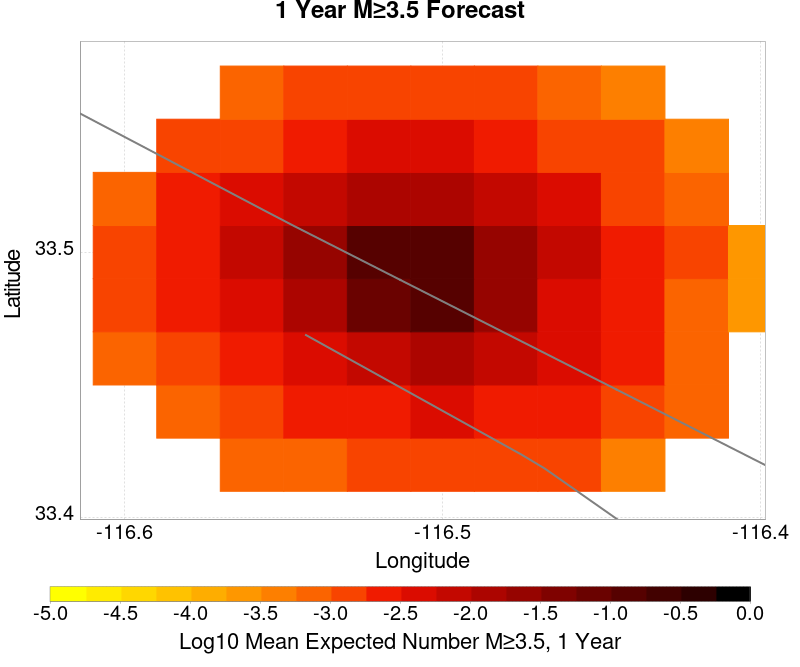 1 Year M≥3.5 Forecast
Latitude
33.5
33.4
-116.6 -116.5 -116.4
Longitude
-5.0 -4.5 -4.0 -3.5 -3.0 -2.5 -2.0 -1.5 -1.0 -0.5 0.0
Log10 Mean Expected Number M≥3.5, 1 Year